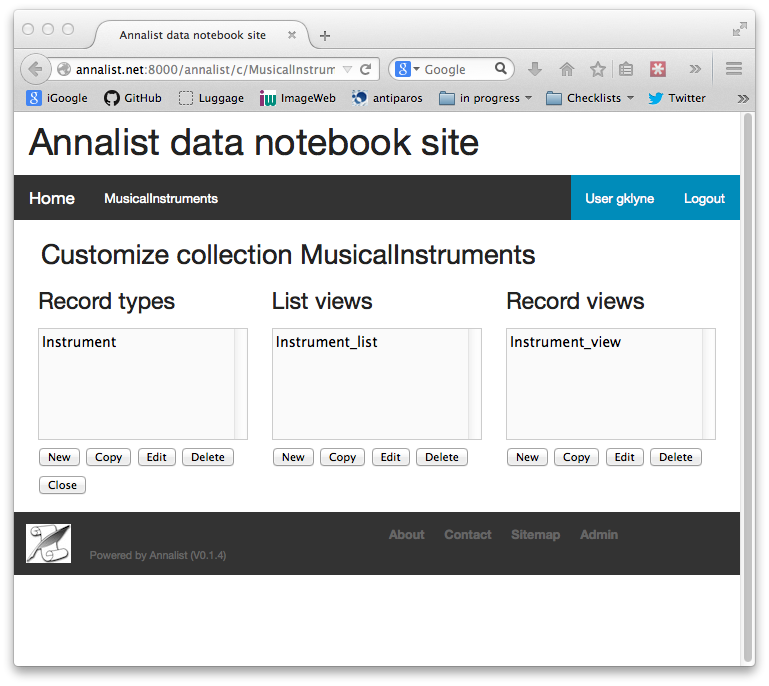 Annalist data notebook site
annalist.net:8000/annalist/c/MusicalInstrum
Google
iGoogle GitHub Luggage ImageWeb antiparos in progress Checklists Twitter
Annalist data notebook site
Home MusicalInstruments User gklyne Logout
Customize collection MusicalInstruments
Record types List views Record views
Instrument Instrument_list Instrument_view
New Copy Edit Delete New Copy Edit Delete New Copy Edit Delete
Close
About Contact Sitemap Admin
Powered by Annalist (V0.1.4)